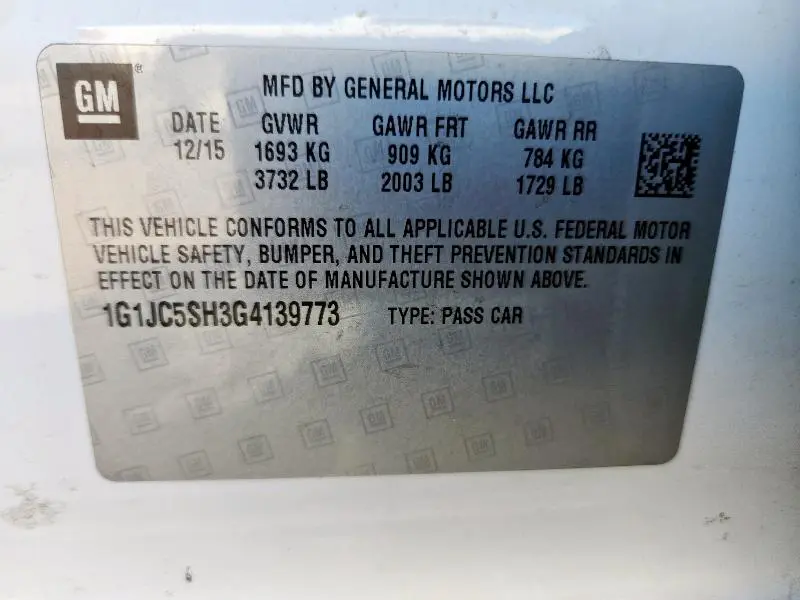 GM® MFD BY GENERAL MOTORS LLC
DATE GVWR GAWR FRT GAWR RR
12/15 1693 KG 909 KG 784 KG
3732 LB 2003 LB 1729 LB
THIS VEHICLE CONFORMS TO ALL APPLICABLE U.S. FEDERAL MOTOR
VEHICLE SAFETY, BUMPER, AND THEFT PREVENTION STANDARDS IN
EFFECT ON THE DATE OF MANUFACTURE SHOWN ABOVE.
1G1JC5SH3G4139773 TYPE: PASS CAR